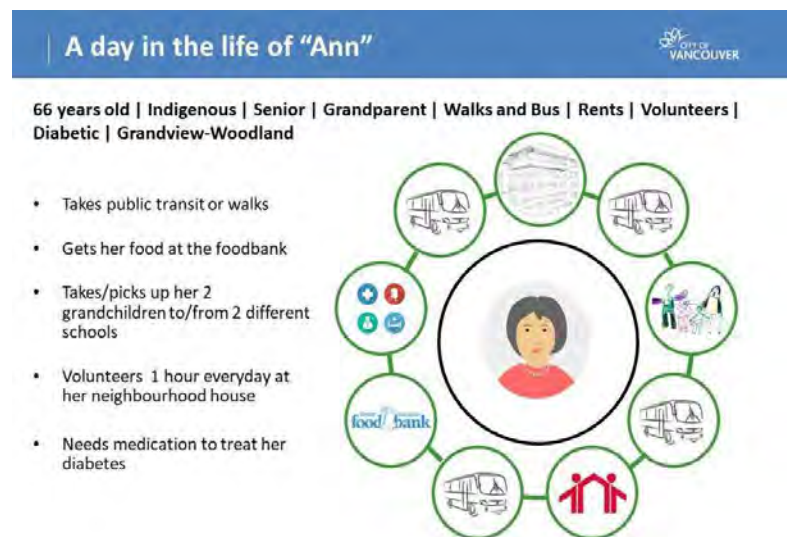 A day in the life of “Ann”
CITY OF
VANCOUVER
66 years old | Indigenous | Senior | Grandparent | Walks and Bus | Rents | Volunteers |
Diabetic | Grandview-Woodland
• Takes public transit or walks
• Gets her food at the foodbank
• Takes/picks up her 2
grandchildren to/from 2 different
schools
• Volunteers 1 hour everyday at
her neighbourhood house
• Needs medication to treat her
diabetes
food bank